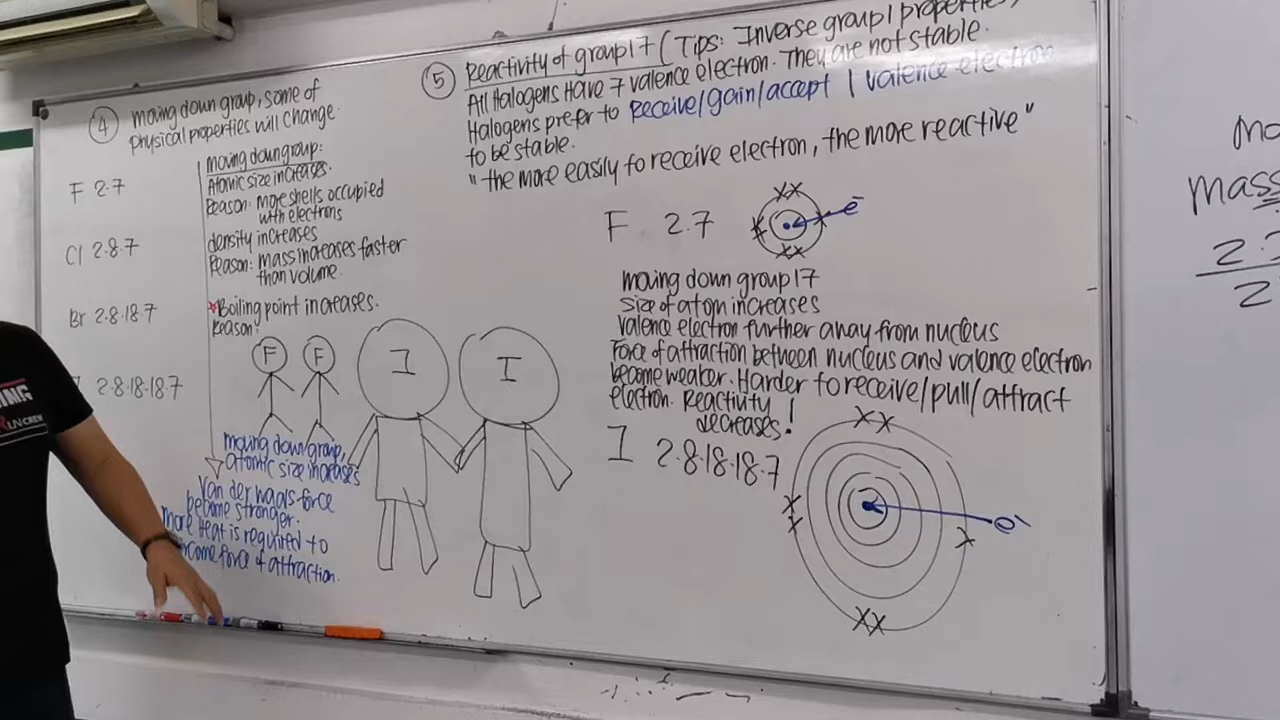 ④ moving down group, some of
physical properties will change.
F 2.7
Cl 2.8.7
Br 2.8.18.7
2.8.18.18.7
moving down group:
Atomic size increases.
Reason: more shells occupied
with electrons
density increases
Reason: mass increases faster
than volume.
*Boiling point increases.
Reason:
F F I I
moving down group,
atomic size increases
Van der waals force
become stronger.
more Heat is required to
force of attraction.
⑤ Reactivity of group 17 (Tips: Inverse group 1 properties)
All Halogens Have 7 valence electron. They are not stable.
Halogens prefer to Receive/gain/accept 1 valence electron
to be stable.
"the more easily to receive electron, the more reactive"
F 2.7
e⁻
moving down group 17
Size of atom increases
Valence electron further away from nucleus
Force of attraction between nucleus and valence electron
become weaker. Harder to receive/pull/attract
electron. Reactivity
decreases!
I 2.8.18.18.7
e⁻
mass
2